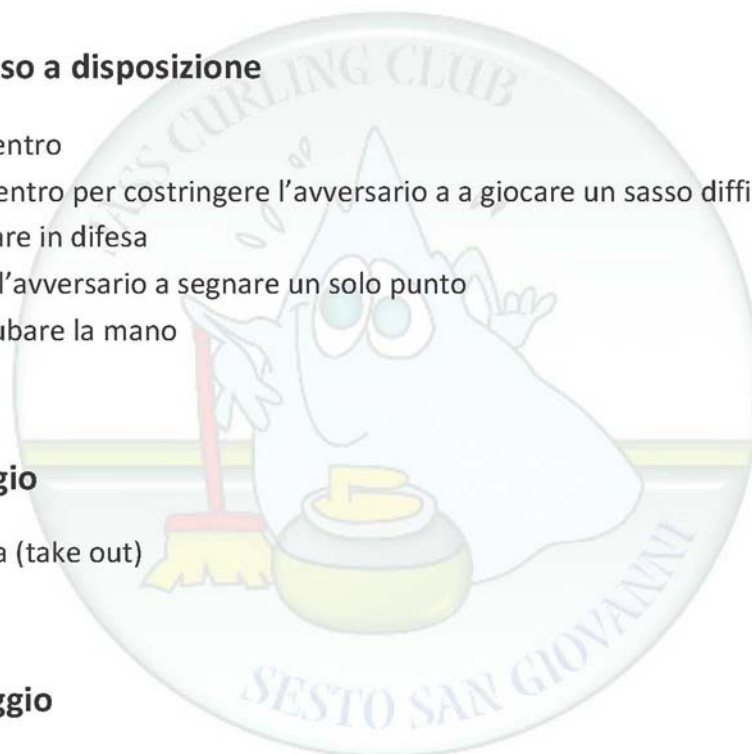 so a disposizione
entro
entro per costringere l'avversario a a giocare un sasso diffi
are in difesa
l'avversario a segnare un solo punto
ubare la mano
gio
a (take out)
ggio
ASS CURLING CLUB
SESTO SAN GIOVANNI